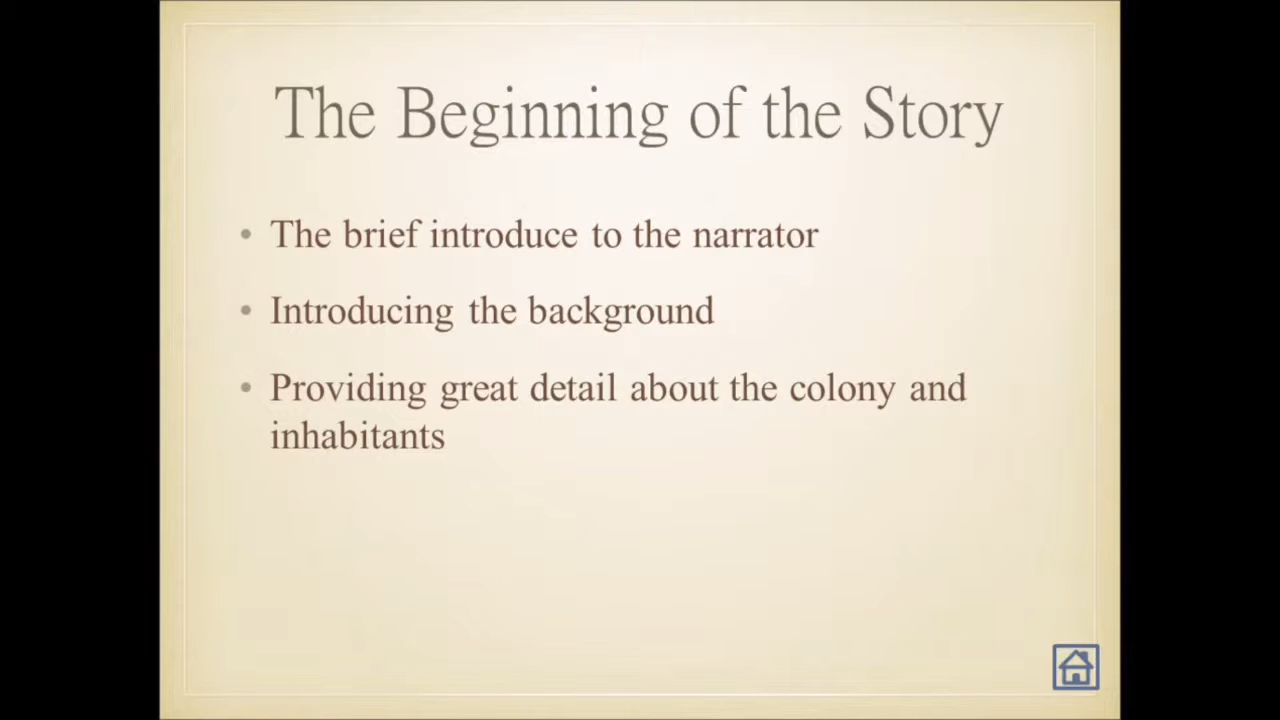 The Beginning of the Story
• The brief introduce to the narrator
• Introducing the background
• Providing great detail about the colony and
inhabitants